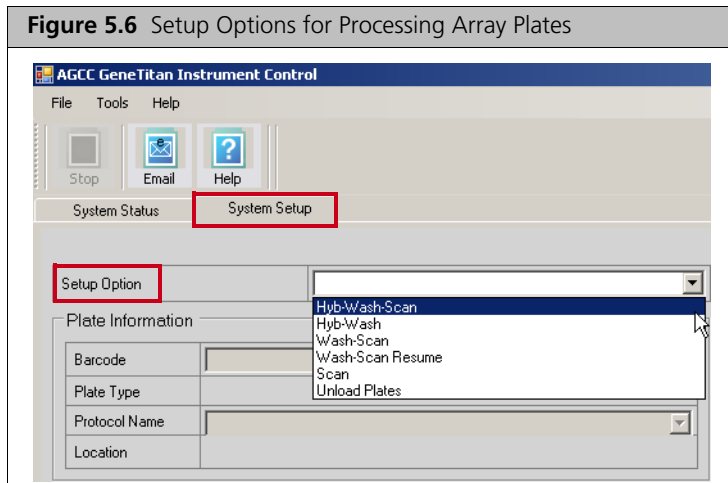 Figure 5.6 Setup Options for Processing Array Plates
AGCC GeneTitan Instrument Control
File Tools Help
Stop Email Help
System Status System Setup
Setup Option
Hyb-Wash-Scan
Hyb-Wash
Wash-Scan
Wash-Scan Resume
Scan
Unload Plates
Plate Information
Barcode
Plate Type
Protocol Name
Location